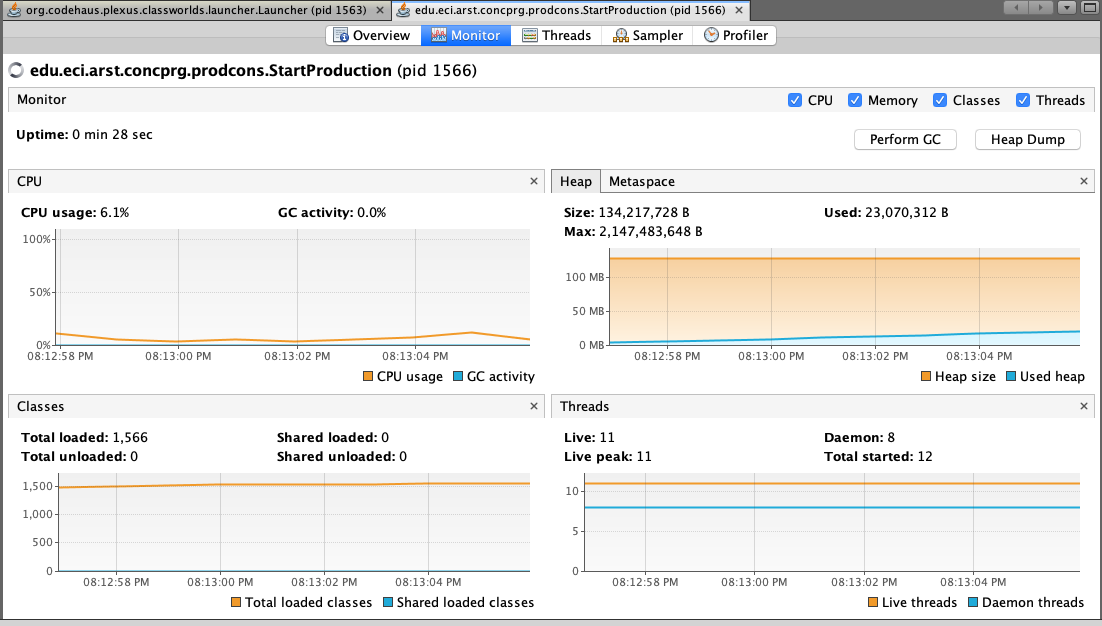 org.codehaus.plexus.classworlds.launcher.Launcher (pid 1563)
edu.eci.arst.concprg.prodcons.StartProduction (pid 1566)
Overview
Monitor
Threads
Sampler
Profiler
edu.eci.arst.concprg.prodcons.StartProduction (pid 1566)
Monitor
CPU
Memory
Classes
Threads
Uptime: 0 min 28 sec
Perform GC
Heap Dump
CPU
CPU usage: 6.1%
GC activity: 0.0%
100%
50%
0%
08:12:58 PM
08:13:00 PM
08:13:02 PM
08:13:04 PM
CPU usage
GC activity
Heap
Metaspace
Size: 134,217,728 B
Used: 23,070,312 B
Max: 2,147,483,648 B
100 MB
50 MB
0 MB
08:12:58 PM
08:13:00 PM
08:13:02 PM
08:13:04 PM
Heap size
Used heap
Classes
Total loaded: 1,566
Shared loaded: 0
Total unloaded: 0
Shared unloaded: 0
1,500
1,000
500
0
08:12:58 PM
08:13:00 PM
08:13:02 PM
08:13:04 PM
Total loaded classes
Shared loaded classes
Threads
Live: 11
Daemon: 8
Live peak: 11
Total started: 12
10
5
0
08:12:58 PM
08:13:00 PM
08:13:02 PM
08:13:04 PM
Live threads
Daemon threads